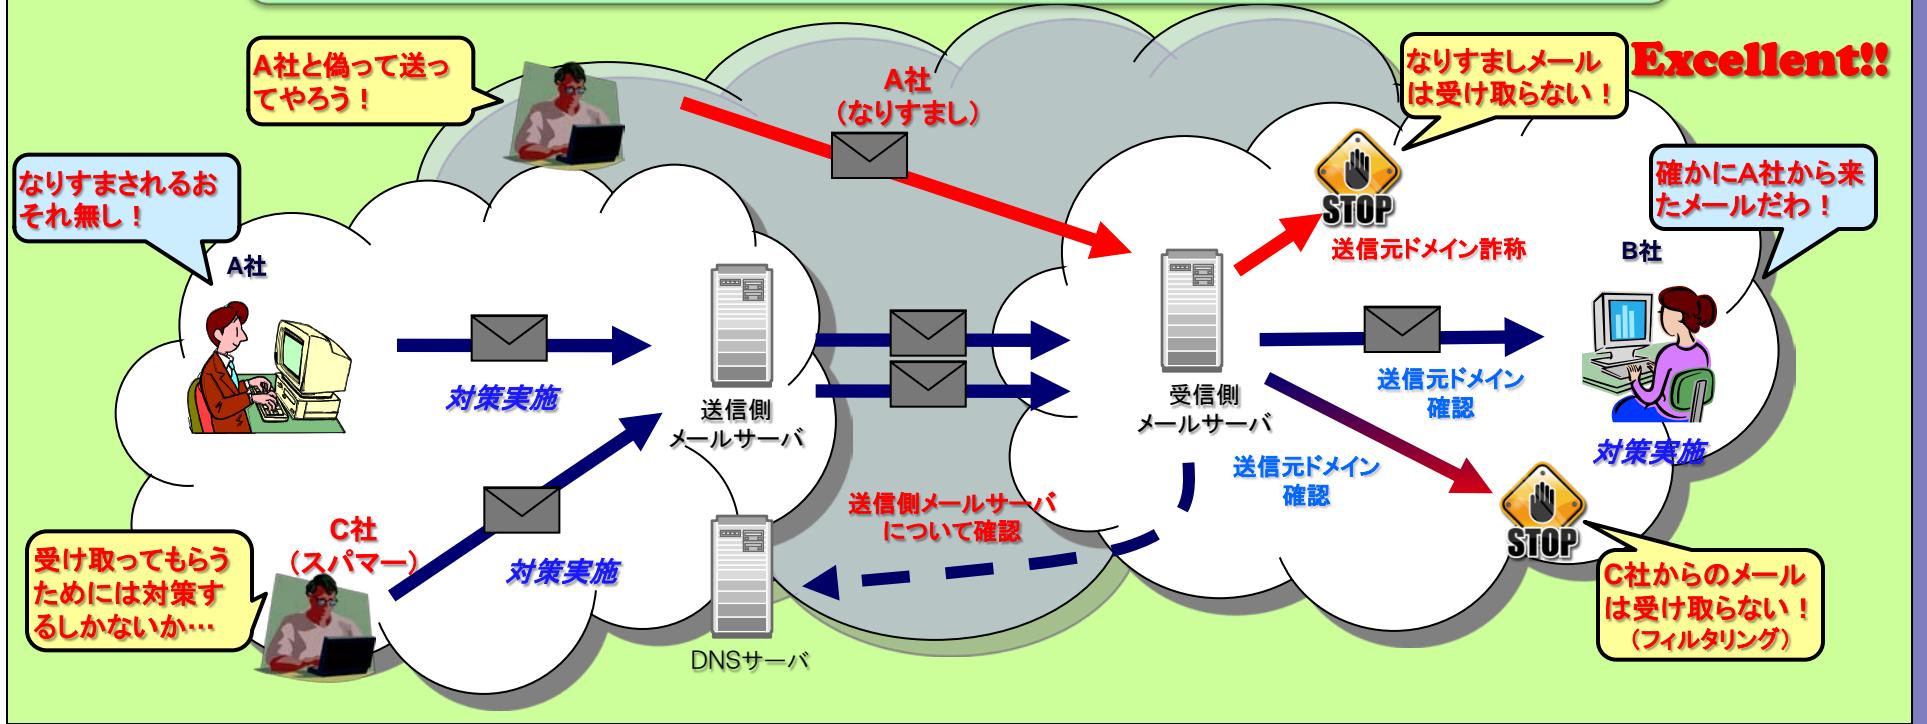 A社と偽って送っ
てやろう！
A社
（なりすまし）
なりすましメール
は受け取らない！
Excellent!!
なりすまされるお
それ無し！
確かにA社から来
たメールだわ！
STOP
送信元ドメイン詐称
A社
B社
対策実施
送信側
メールサーバ
受信側
メールサーバ
送信元ドメイン
確認
対策実施
送信元ドメイン
確認
送信側メールサーバ
について確認
STOP
C社
（スパマー）
受け取ってもらう
ためには対策す
るしかないか…
対策実施
C社からのメール
は受け取らない！
（フィルタリング）
DNSサーバ